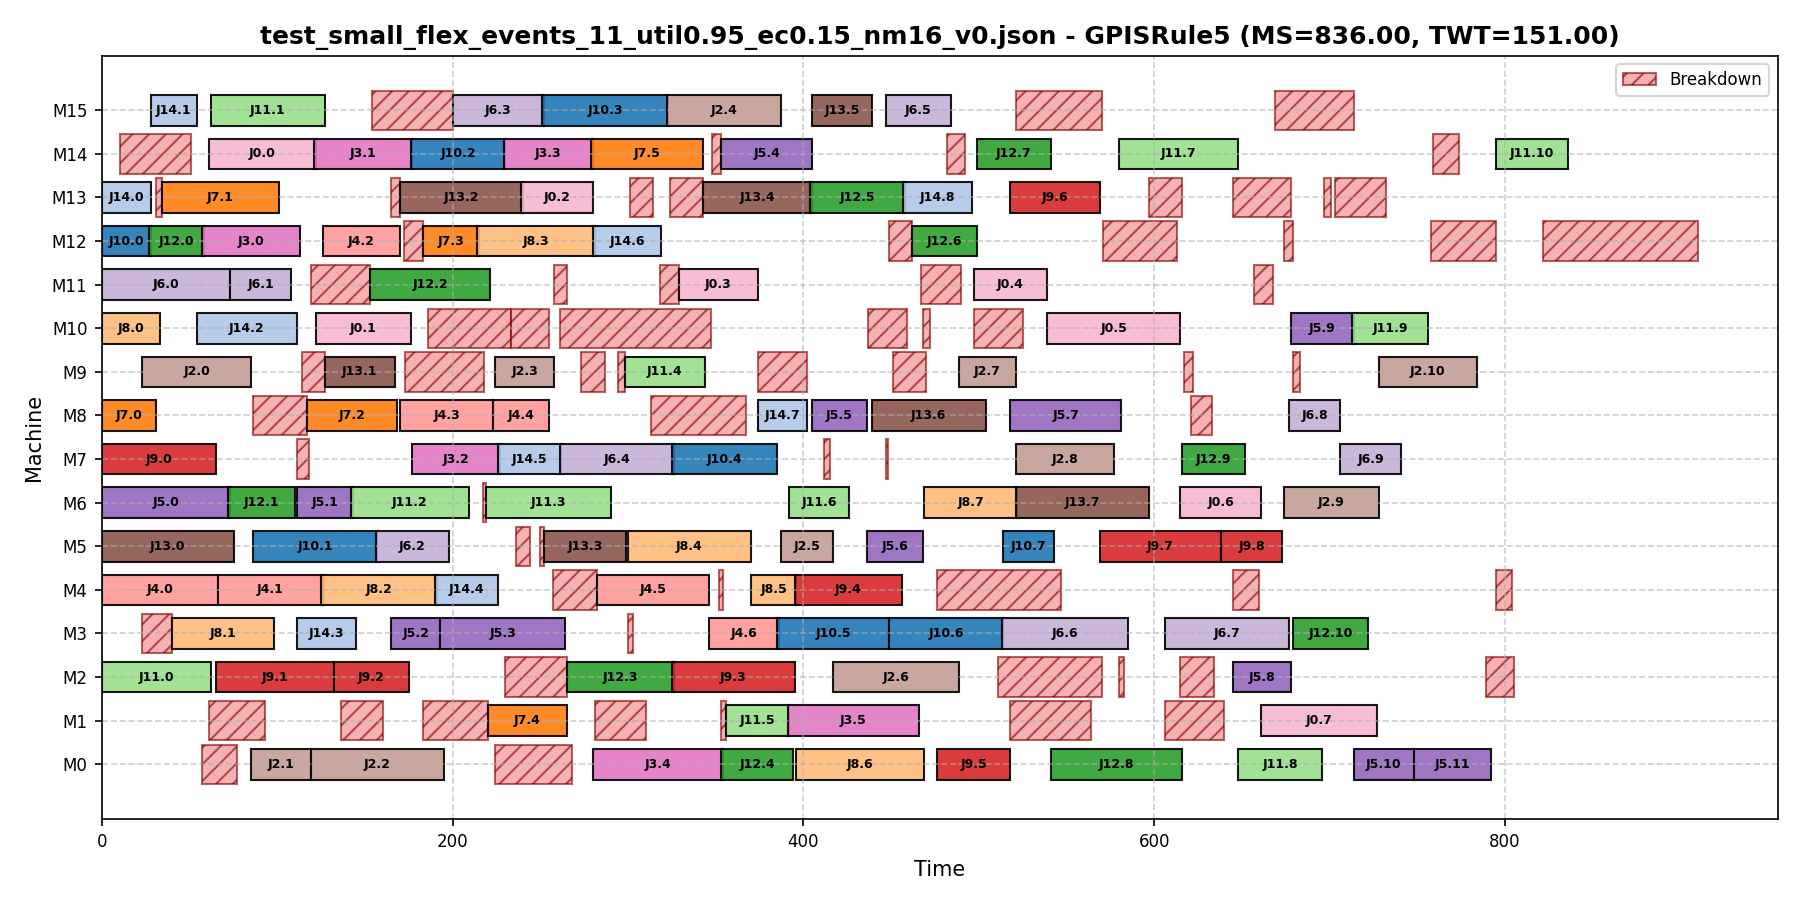 test_small_flex_events_11_util0.95_ec0.15_nm16_v0.json - GPISRule5 (MS=836.00, TWT=151.00)
Breakdown
Machine
M15 J14.1 J11.1 J6.3 J10.3 J2.4 J13.5 J6.5
M14 J0.0 J3.1 J10.2 J3.3 J7.5 J5.4 J12.7 J11.7 J11.10
M13 J14.0 J7.1 J13.2 J0.2 J13.4 J12.5 J14.8 J9.6
M12 J10.0 J12.0 J3.0 J4.2 J7.3 J8.3 J14.6 J12.6
M11 J6.0 J6.1 J12.2 J0.3 J0.4
M10 J8.0 J14.2 J0.1 J0.5 J5.9 J11.9
M9 J2.0 J13.1 J2.3 J11.4 J2.7 J2.10
M8 J7.0 J7.2 J4.3 J4.4 J14.7 J5.5 J13.6 J5.7 J6.8
M7 J9.0 J3.2 J14.5 J6.4 J10.4 J2.8 J12.9 J6.9
M6 J5.0 J12.1 J5.1 J11.2 J11.3 J11.6 J8.7 J13.7 J0.6 J2.9
M5 J13.0 J10.1 J6.2 J13.3 J8.4 J2.5 J5.6 J10.7 J9.7 J9.8
M4 J4.0 J4.1 J8.2 J14.4 J4.5 J8.5 J9.4
M3 J8.1 J14.3 J5.2 J5.3 J4.6 J10.5 J10.6 J6.6 J6.7 J12.10
M2 J11.0 J9.1 J9.2 J12.3 J9.3 J2.6 J5.8
M1 J7.4 J11.5 J3.5 J0.7
M0 J2.1 J2.2 J3.4 J12.4 J8.6 J9.5 J12.8 J11.8 J5.10 J5.11
0 200 400 600 800
Time